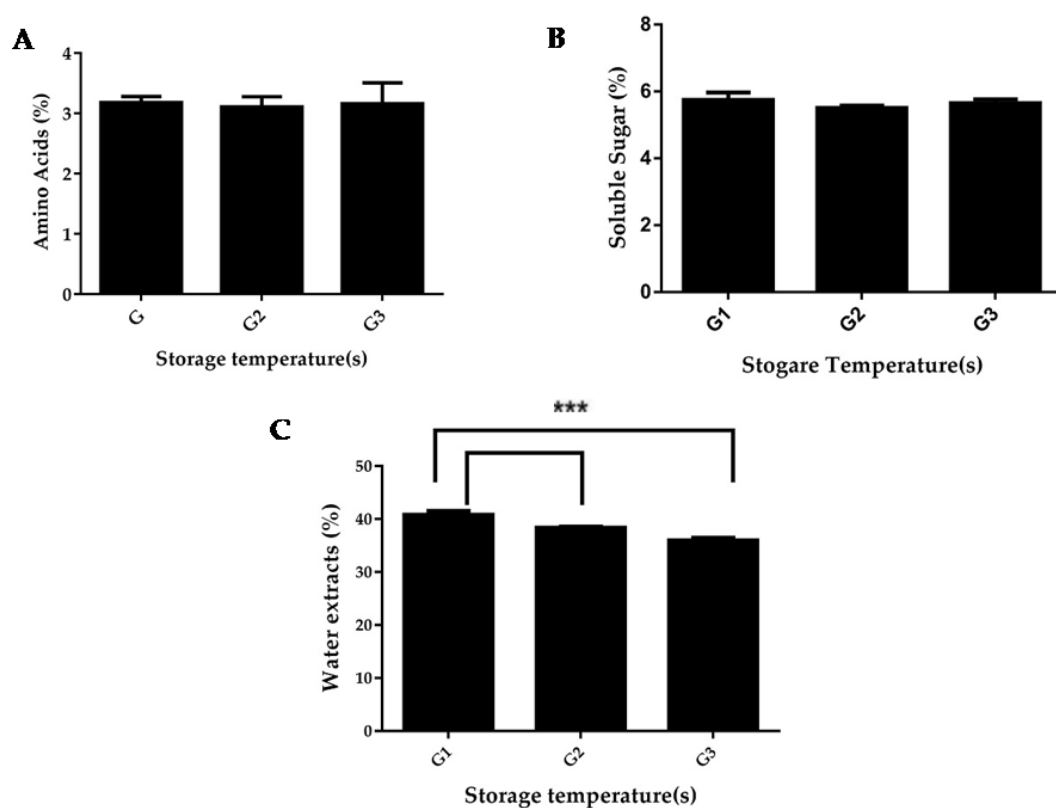 A
Amino Acids (%)
4
3
2
1
0
G
G2
G3
Storage temperature(s)
B
Soluble Sugar (%)
8
6
4
2
0
G1
G2
G3
Stogare Temperature(s)
C
***
Water extracts (%)
50
40
30
20
10
0
G1
G2
G3
Storage temperature(s)